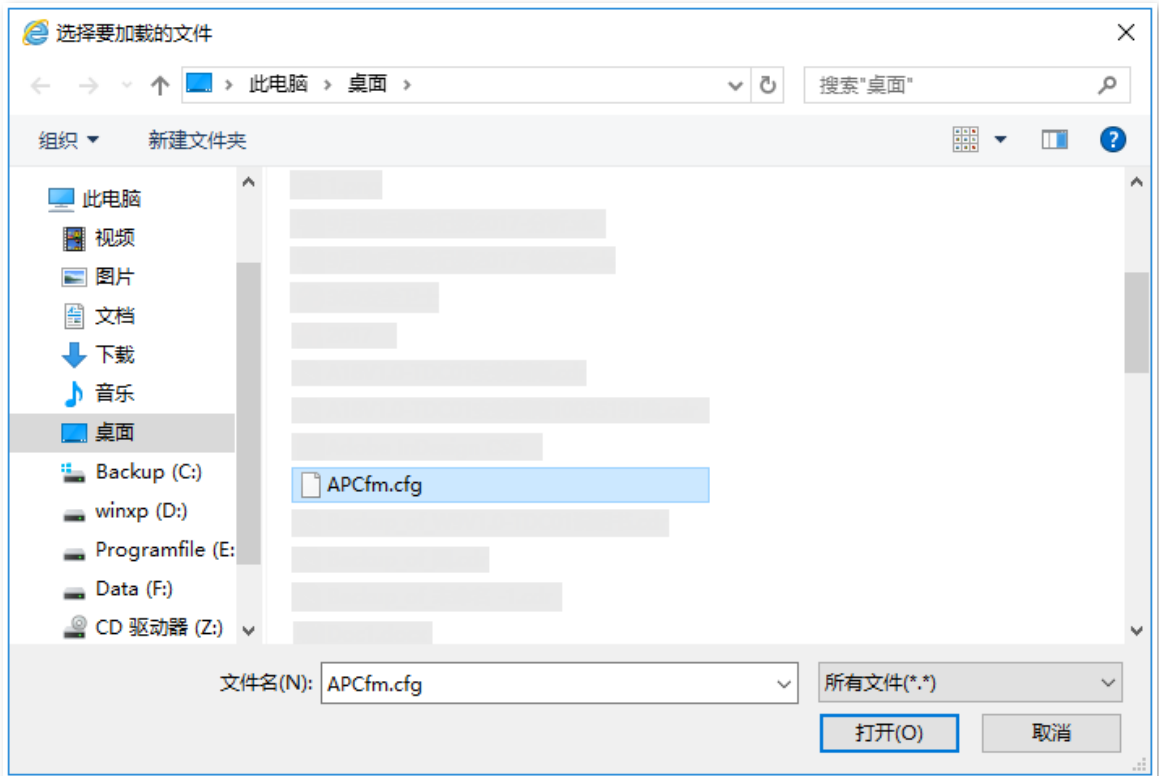 选择要加载的文件
此电脑 桌面
搜索"桌面"
组织 新建文件夹
此电脑
视频
图片
文档
下载
音乐
桌面
Backup (C:)
winxp (D:)
Programfile (E:
Data (F:)
CD 驱动器 (Z:)
APCfm.cfg
文件名(N): APCfm.cfg 所有文件(*.*)
打开(O) 取消